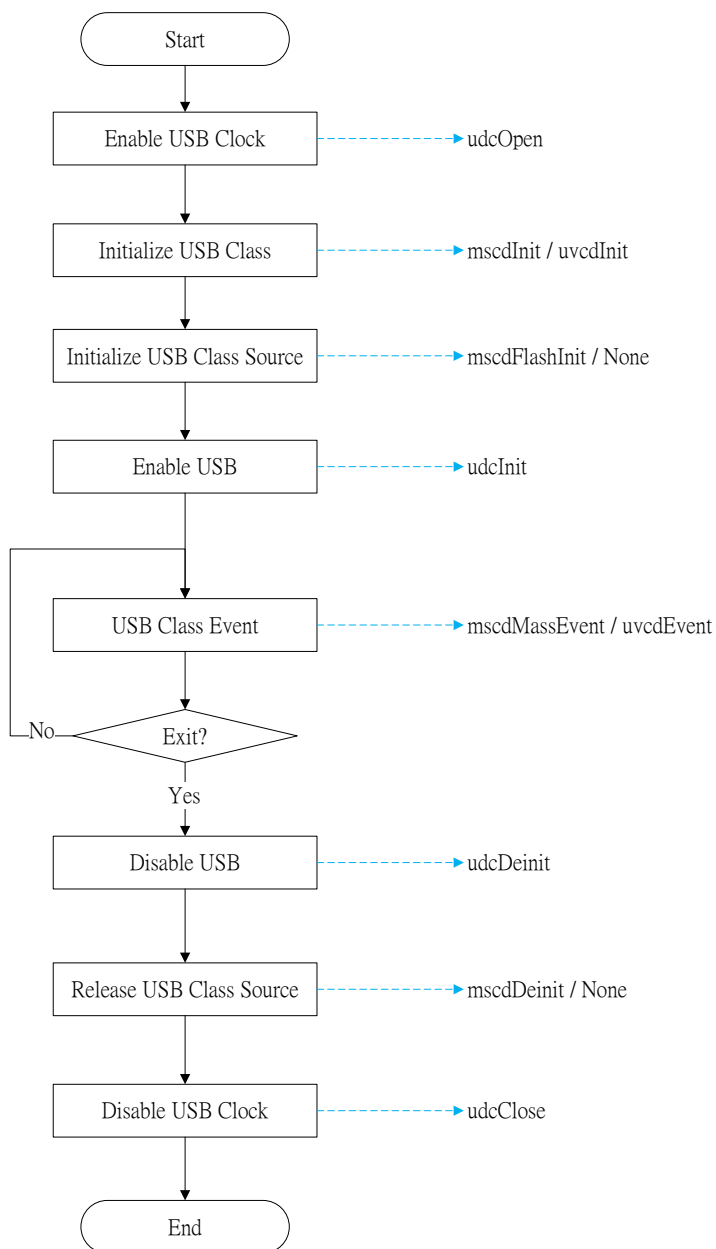 Start
Enable USB Clock
udcOpen
Initialize USB Class
mscdInit / uvcdInit
Initialize USB Class Source
mscdFlashInit / None
Enable USB
udcInit
USB Class Event
mscdMassEvent / uvcdEvent
No
Exit?
Yes
Disable USB
udcDeinit
Release USB Class Source
mscdDeinit / None
Disable USB Clock
udcClose
End